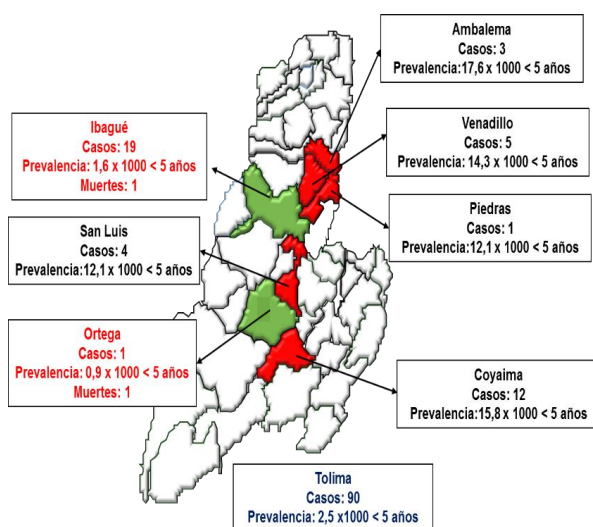 Ambalema
Casos: 3
Prevalencia:17,6 x 1000 < 5 años
Ibagué
Casos: 19
Prevalencia: 1,6 x 1000 < 5 años
Muertes: 1
Venadillo
Casos: 5
Prevalencia: 14,3 x 1000 < 5 años
San Luis
Casos: 4
Prevalencia:12,1 x 1000 < 5 años
Piedras
Casos: 1
Prevalencia: 12,1 x 1000 < 5 años
Ortega
Casos: 1
Prevalencia: 0,9 x 1000 < 5 años
Muertes: 1
Coyaima
Casos: 12
Prevalencia:15,8 x 1000 < 5 años
Tolima
Casos: 90
Prevalencia: 2,5 x1000 < 5 años